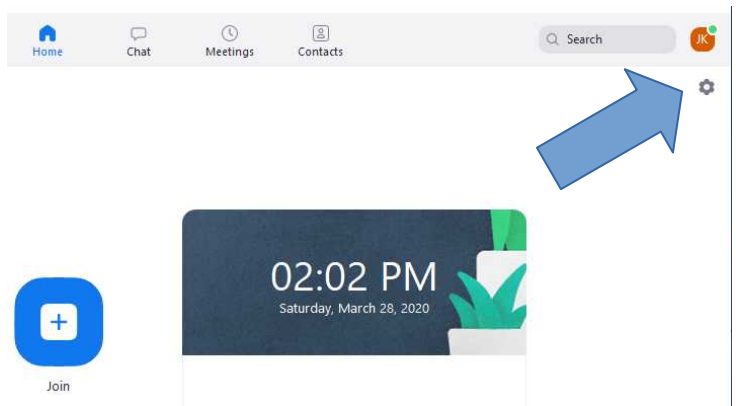 Home Chat Meetings Contacts Search JK
02:02 PM
Saturday, March 28, 2020
Join